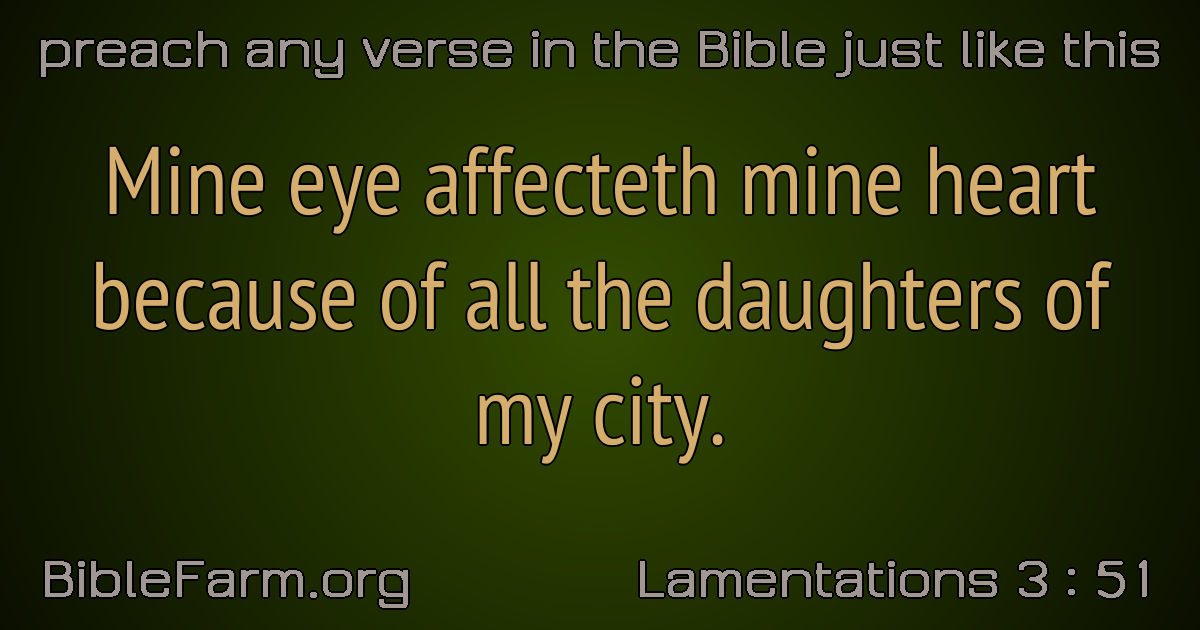 preach any verse in the Bible just like this
Mine eye affecteth mine heart
because of all the daughters of
my city.
BibleFarm.org
Lamentations 3 : 51